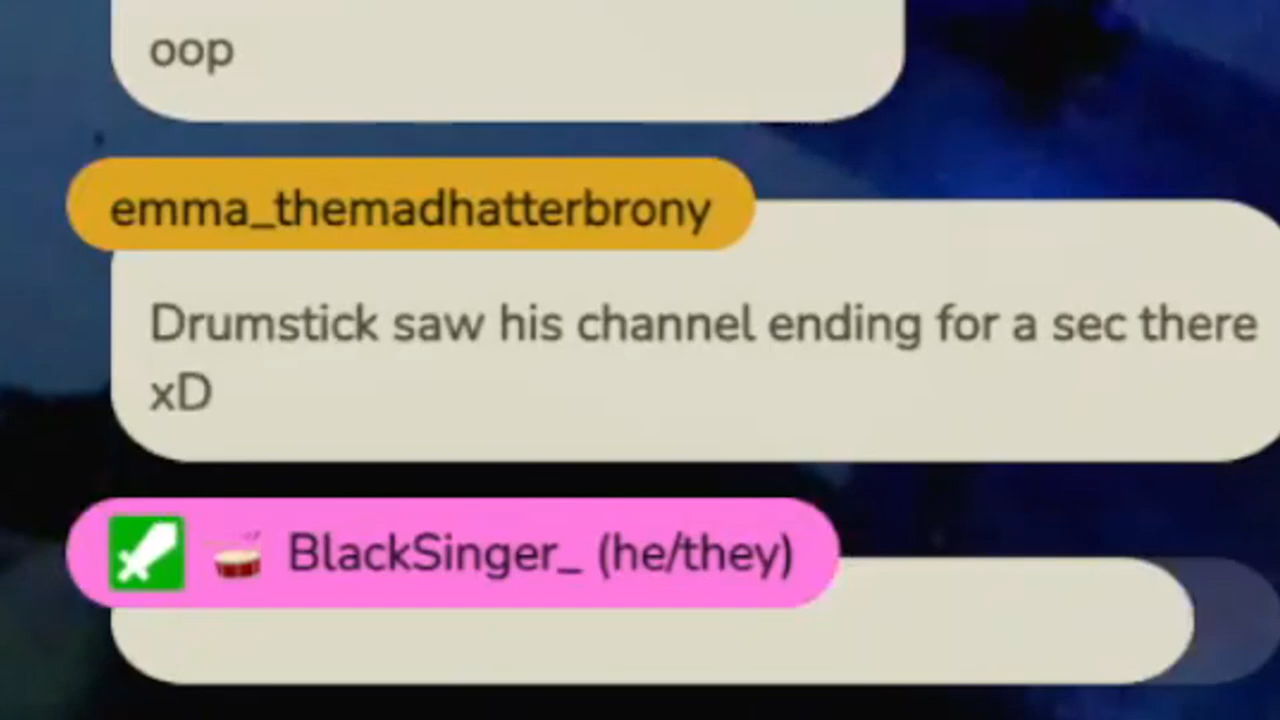 oop
emma_themadhatterbrony
Drumstick saw his channel ending for a sec there
xD
BlackSinger_ (he/they)